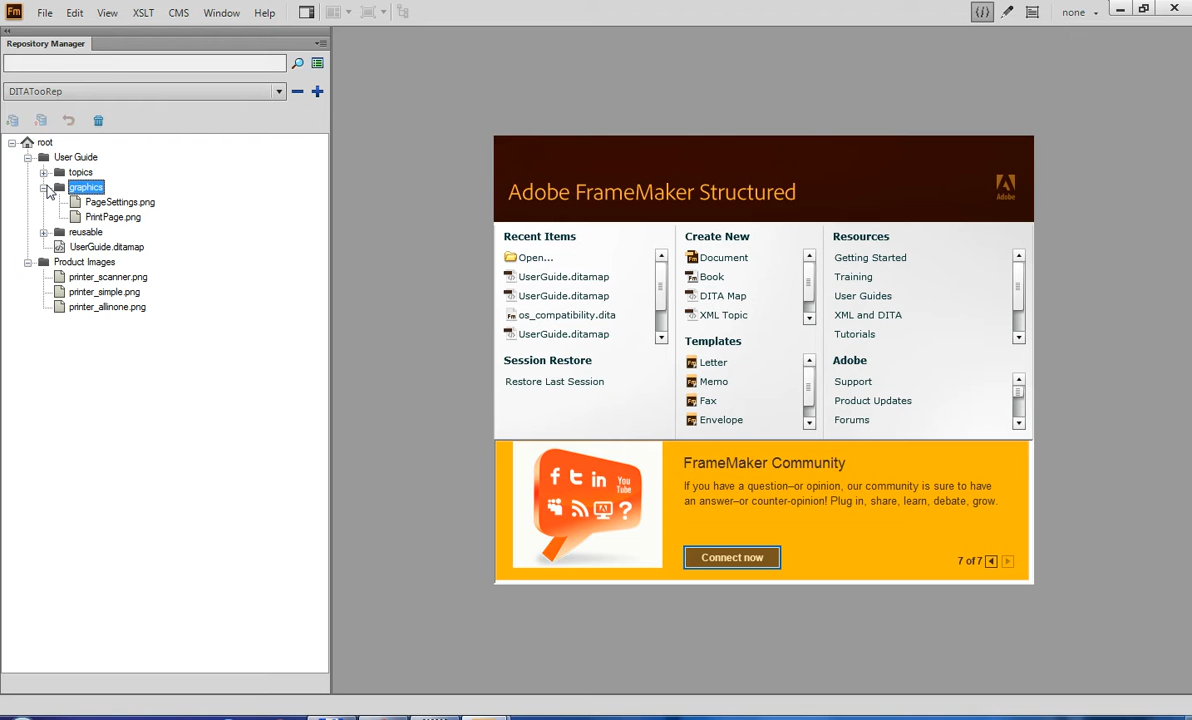 Fm File Edit View XSLT CMS Window Help none
Repository Manager
DITATooRep
root
User Guide
topics
graphics
PageSettings.png
PrintPage.png
reusable
UserGuide.ditamap
Product Images
printer_scanner.png
printer_simple.png
printer_allinone.png
Adobe FrameMaker Structured
Adobe
Recent Items
Open...
UserGuide.ditamap
UserGuide.ditamap
os_compatibility.dita
UserGuide.ditamap
Session Restore
Restore Last Session
Create New
Document
Book
DITA Map
XML Topic
Templates
Letter
Memo
Fax
Envelope
Resources
Getting Started
Training
User Guides
XML and DITA
Tutorials
Adobe
Support
Product Updates
Forums
f t in You Tube
?
FrameMaker Community
If you have a question–or opinion, our community is sure to have
an answer–or counter-opinion! Plug in, share, learn, debate, grow.
Connect now
7 of 7